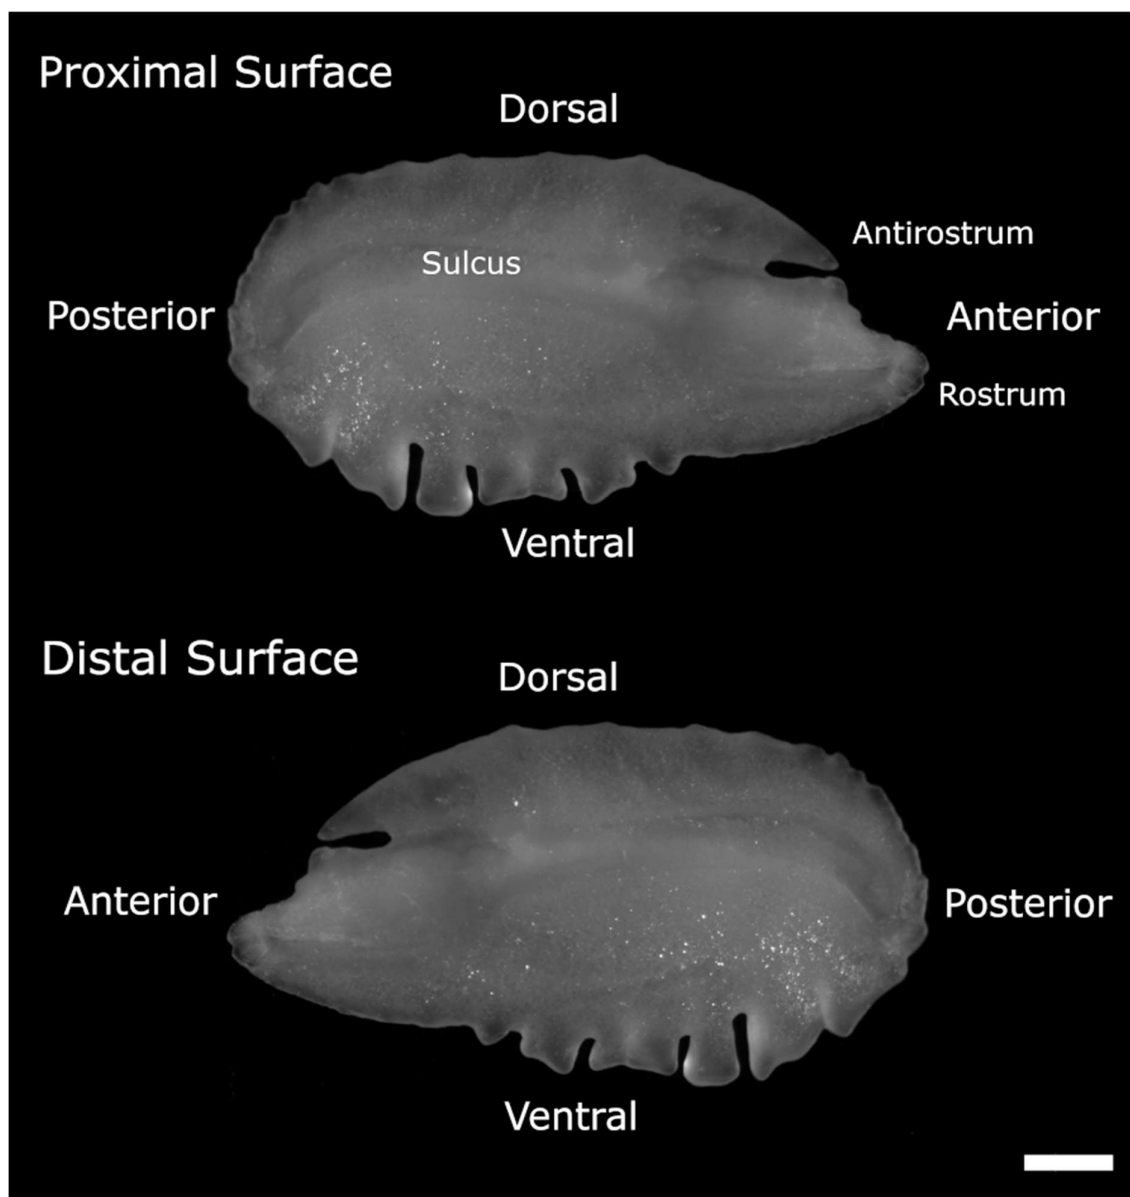 Proximal Surface
Dorsal
Antirostrum
Sulcus
Posterior
Anterior
Rostrum
Ventral
Distal Surface
Dorsal
Anterior
Posterior
Ventral